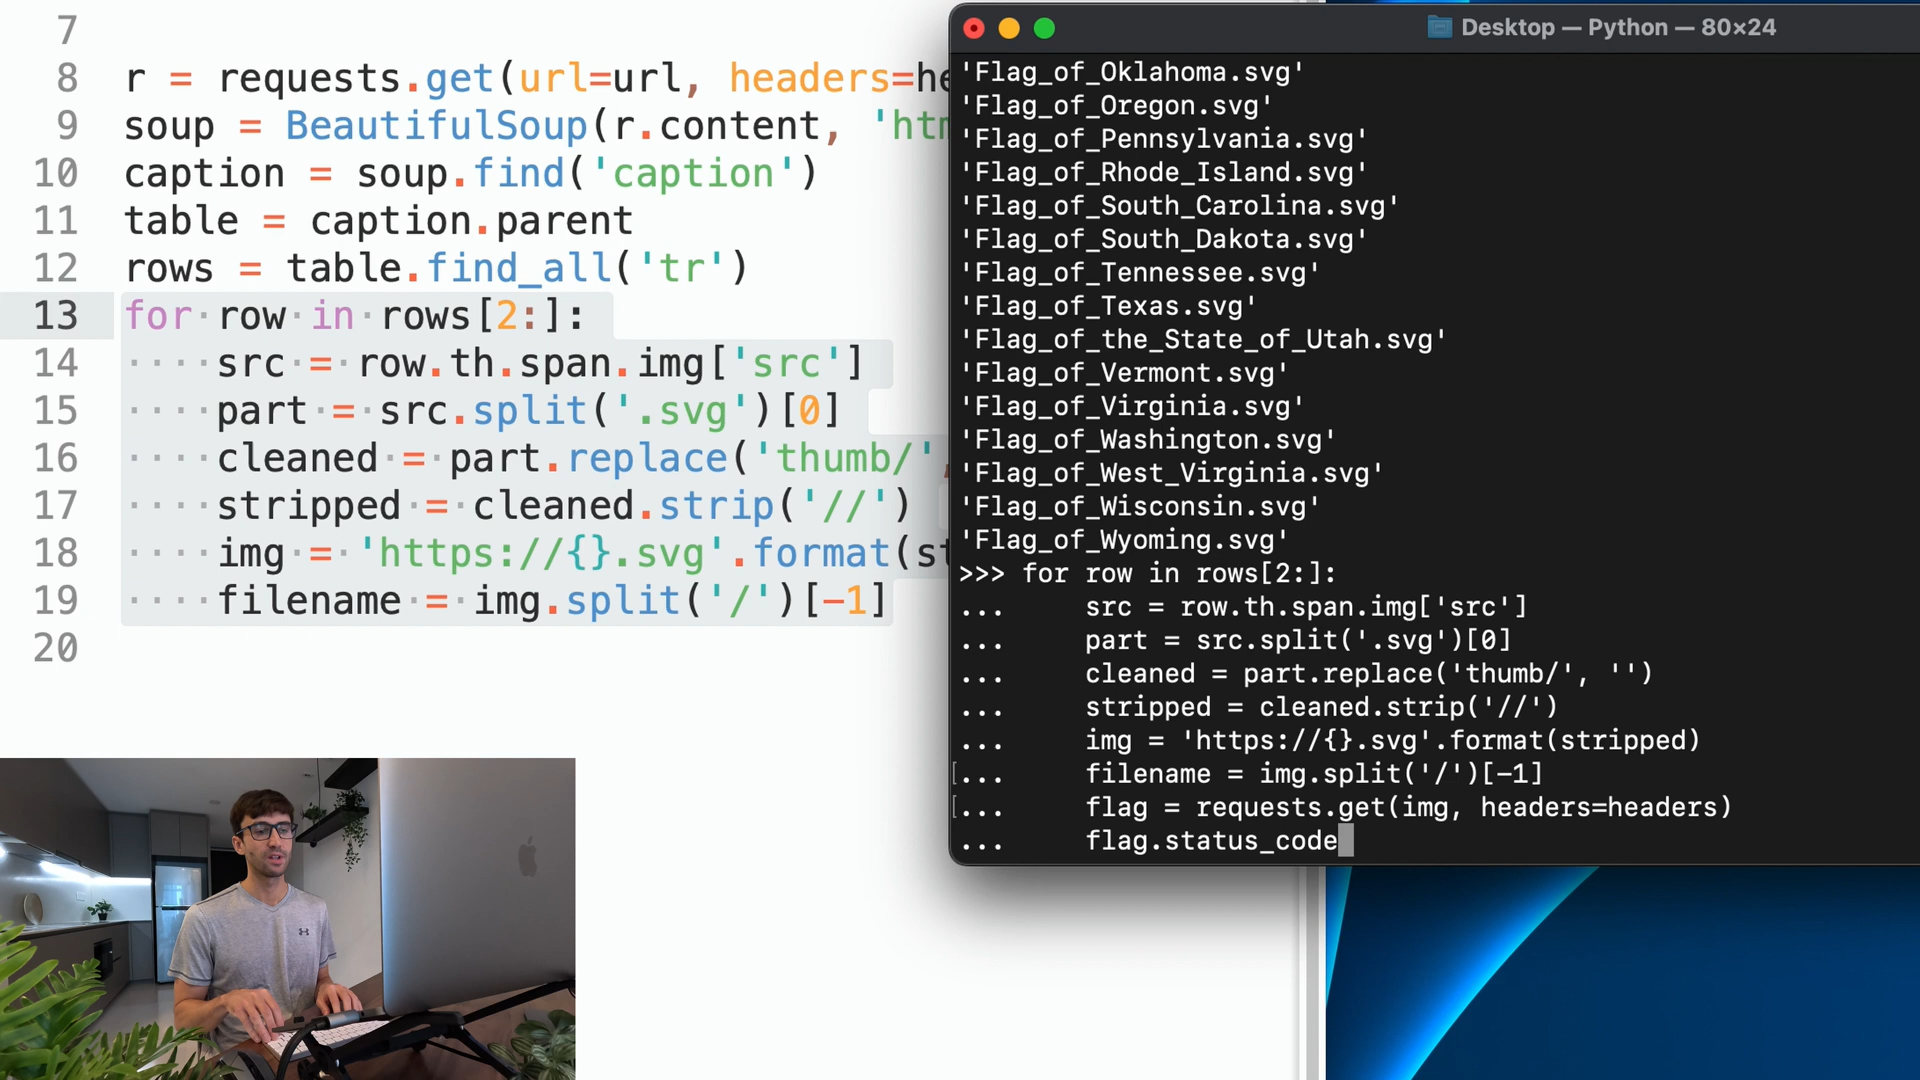 7
8 r = requests.get(url=url, headers=he
9 soup = BeautifulSoup(r.content, 'htm
10 caption = soup.find('caption')
11 table = caption.parent
12 rows = table.find_all('tr')
13 for row in rows[2:]:
14 src = row.th.span.img['src']
15 part = src.split('.svg')[0]
16 cleaned = part.replace('thumb/',
17 stripped = cleaned.strip('//')
18 img = 'https://{}.svg'.format(st
19 filename = img.split('/')[-1]
20
Desktop — Python — 80×24
'Flag_of_Oklahoma.svg'
'Flag_of_Oregon.svg'
'Flag_of_Pennsylvania.svg'
'Flag_of_Rhode_Island.svg'
'Flag_of_South_Carolina.svg'
'Flag_of_South_Dakota.svg'
'Flag_of_Tennessee.svg'
'Flag_of_Texas.svg'
'Flag_of_the_State_of_Utah.svg'
'Flag_of_Vermont.svg'
'Flag_of_Virginia.svg'
'Flag_of_Washington.svg'
'Flag_of_West_Virginia.svg'
'Flag_of_Wisconsin.svg'
'Flag_of_Wyoming.svg'
>>> for row in rows[2:]:
... src = row.th.span.img['src']
... part = src.split('.svg')[0]
... cleaned = part.replace('thumb/', '')
... stripped = cleaned.strip('//')
... img = 'https://{}.svg'.format(stripped)
[... filename = img.split('/')[-1]
[... flag = requests.get(img, headers=headers)
... flag.status_code